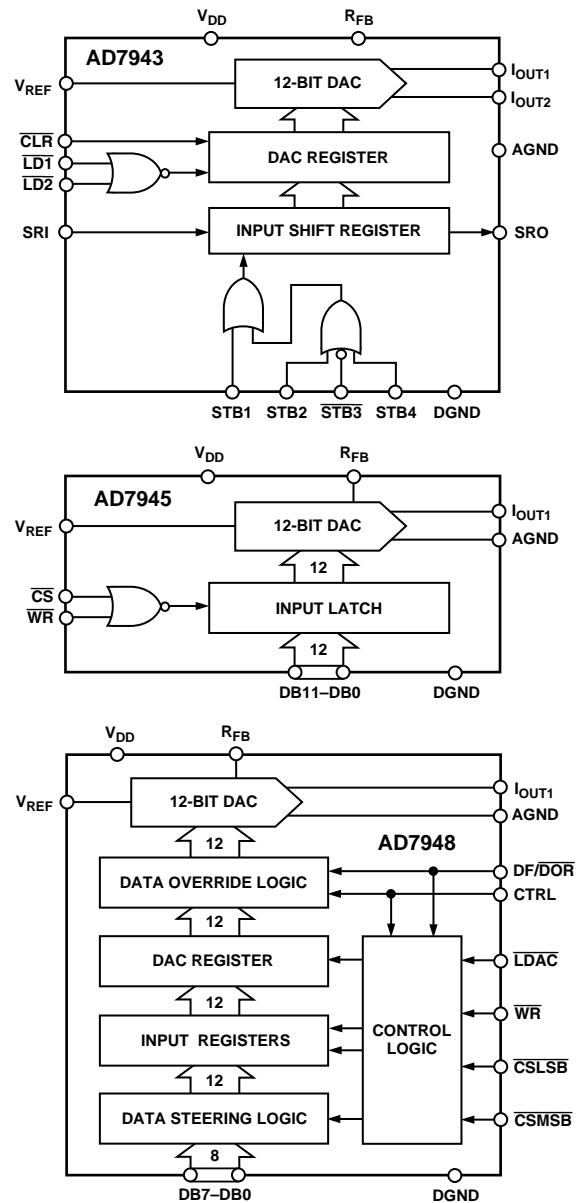 V_DD R_FB
AD7943
V_REF 12-BIT DAC I_OUT1
I_OUT2
CLR
LD1 DAC REGISTER AGND
LD2
SRI INPUT SHIFT REGISTER SRO
STB1 STB2 STB3 STB4 DGND
V_DD R_FB
AD7945
V_REF 12-BIT DAC I_OUT1
AGND
12
CS
WR INPUT LATCH
12
DB11–DB0 DGND
V_DD R_FB
V_REF 12-BIT DAC I_OUT1
AGND
12 AD7948
DATA OVERRIDE LOGIC DF/DOR
CTRL
12
DAC REGISTER LDAC
12 WR
INPUT REGISTERS CONTROL
LOGIC
12 CSLSB
DATA STEERING LOGIC CSMSB
8
DB7–DB0 DGND